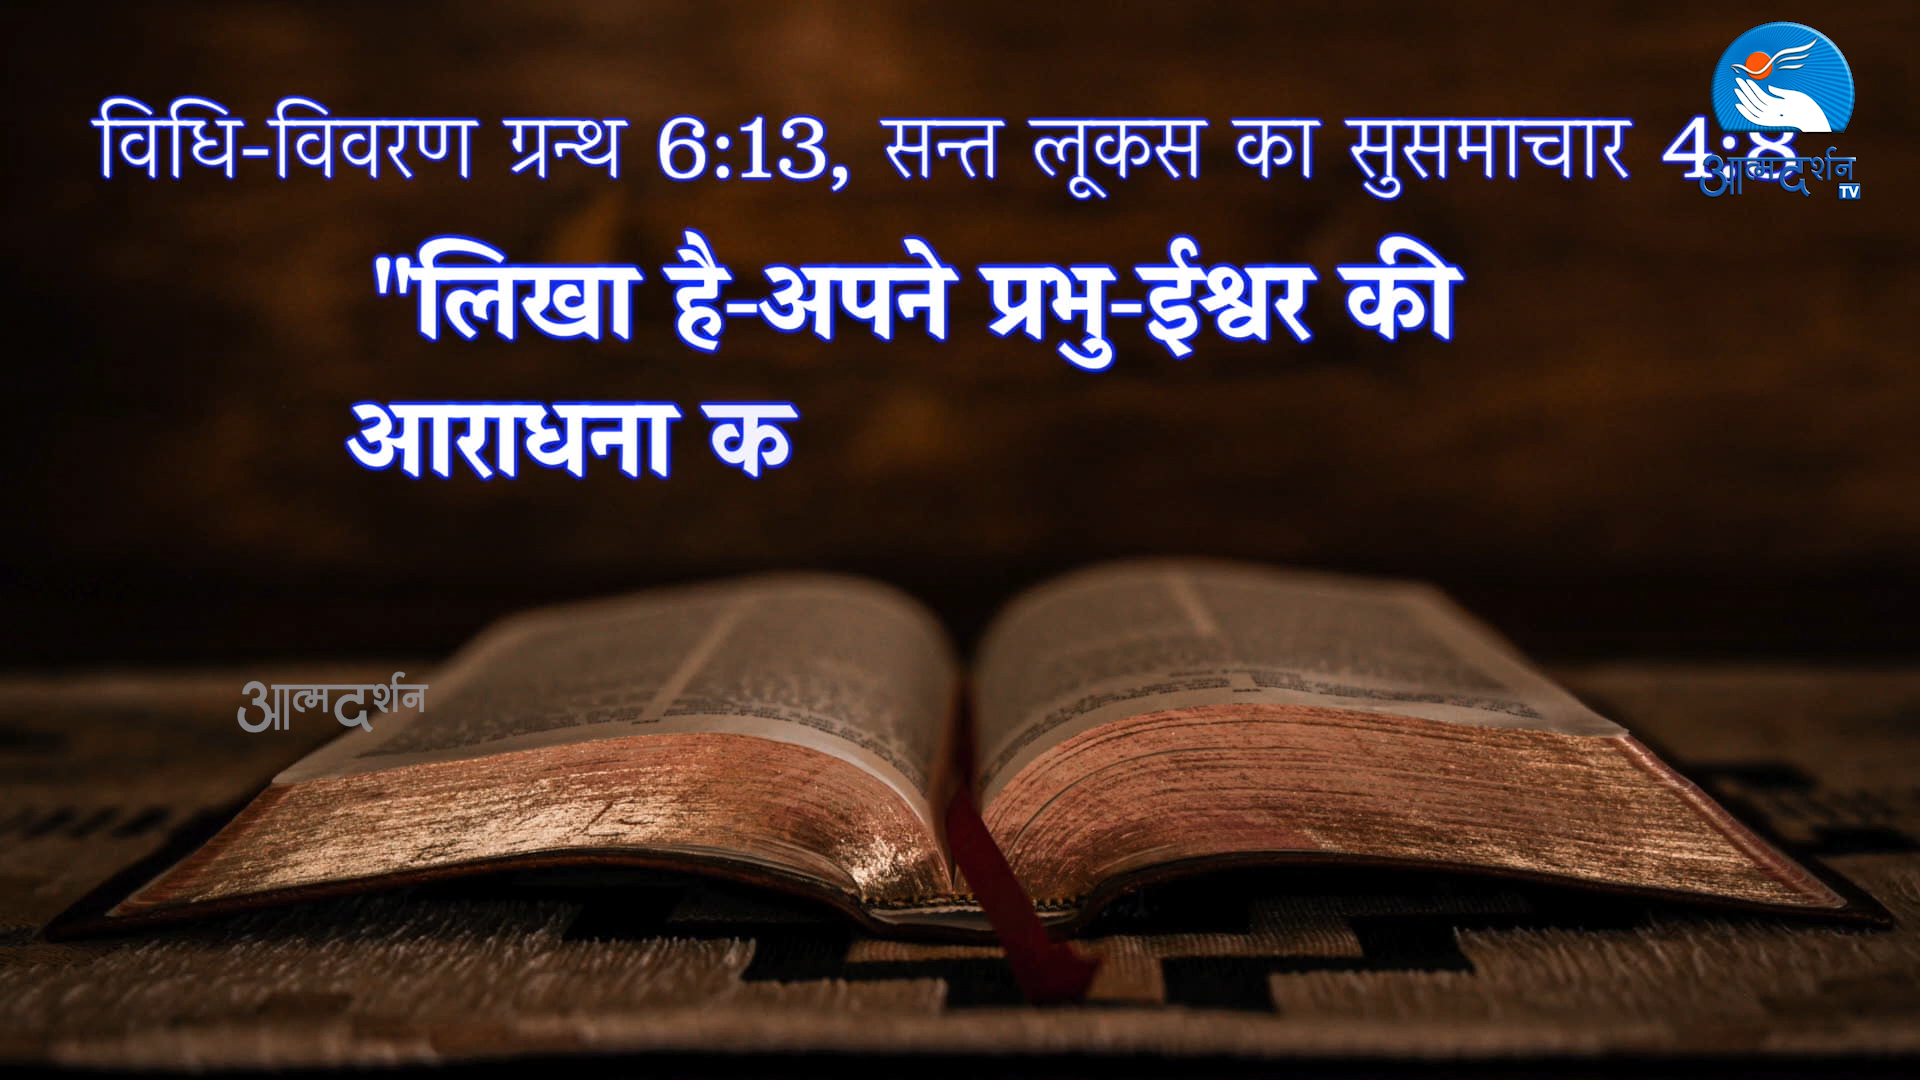 विधि-विवरण ग्रन्थ 6:13, सन्त लूकस का सुसमाचार 4:8
"लिखा है-अपने प्रभु-ईश्वर की
आराधना क
आत्मदर्शन
TV
आत्मदर्शन